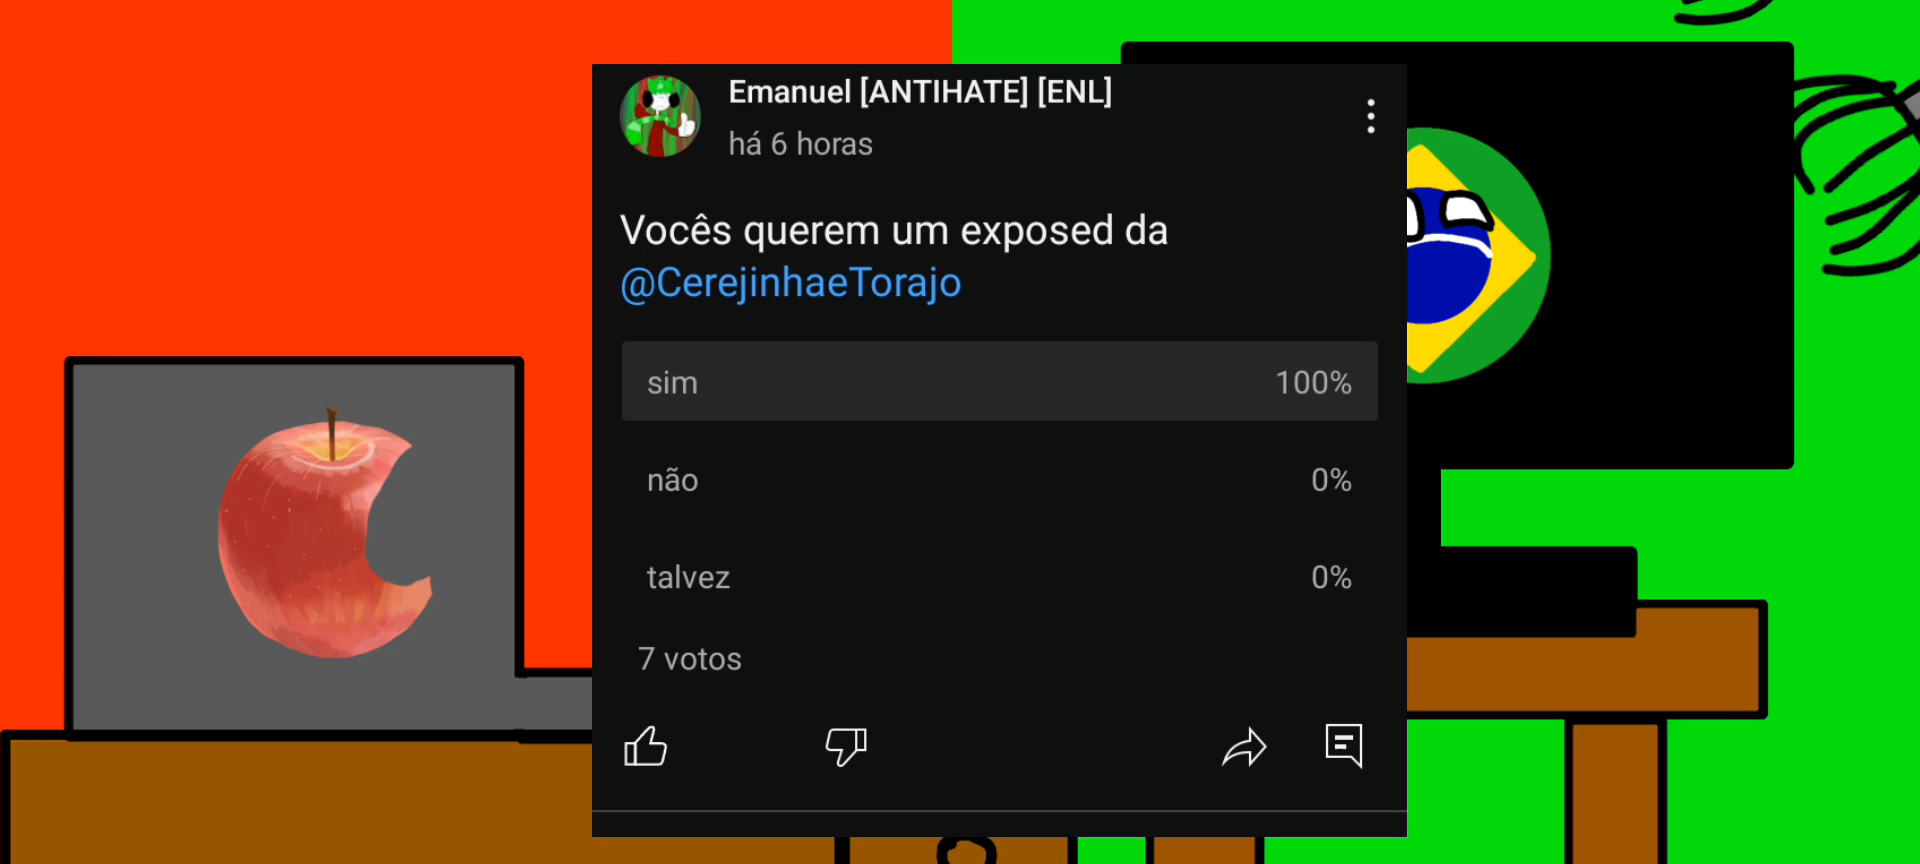 Emanuel [ANTIHATE] [ENL]
há 6 horas
Vocês querem um exposed da
@CerejinhaeTorajo
sim 100%
não 0%
talvez 0%
7 votos